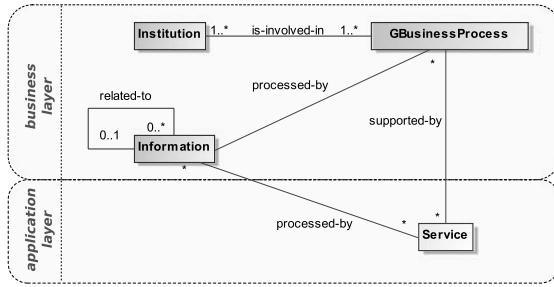 Institution
1..*
is-involved-in
1..*
GBusinessProcess
*
processed-by
related-to
0..1
0..*
Information
*
supported-by
business
layer
processed-by
*
*
Service
application
layer